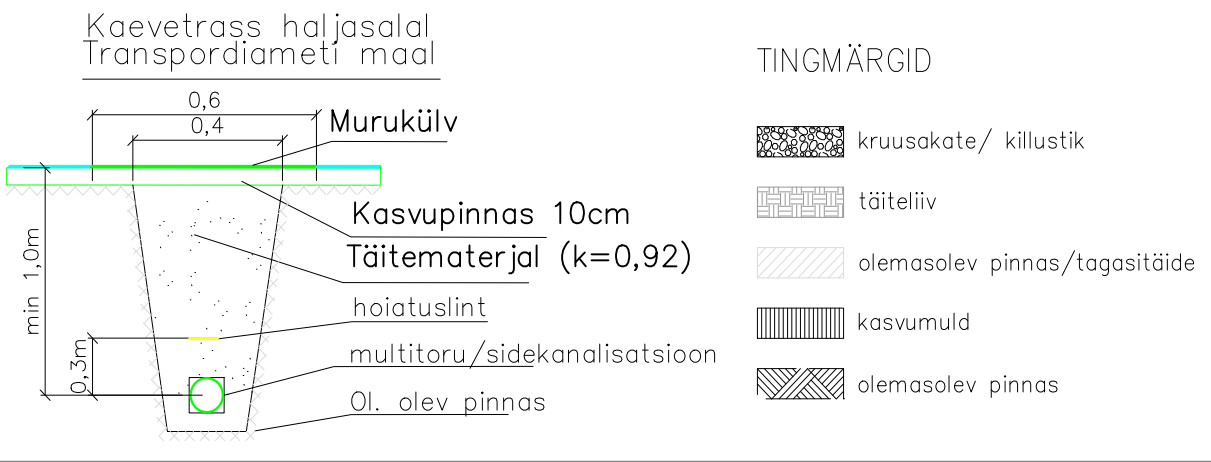 Kaevetrass haljasalal
Transpordiameti maal
0,6
0,4
Murukülv
Kasvupinnas 10cm
Täitematerjal (k=0,92)
min 1,0m
hoiatuslint
0,3m
multitoru/sidekanalisatsioon
Ol. olev pinnas
TINGMÄRGID
kruusakate/ killustik
täiteliiv
olemasolev pinnas/tagasitäide
kasvumuld
olemasolev pinnas